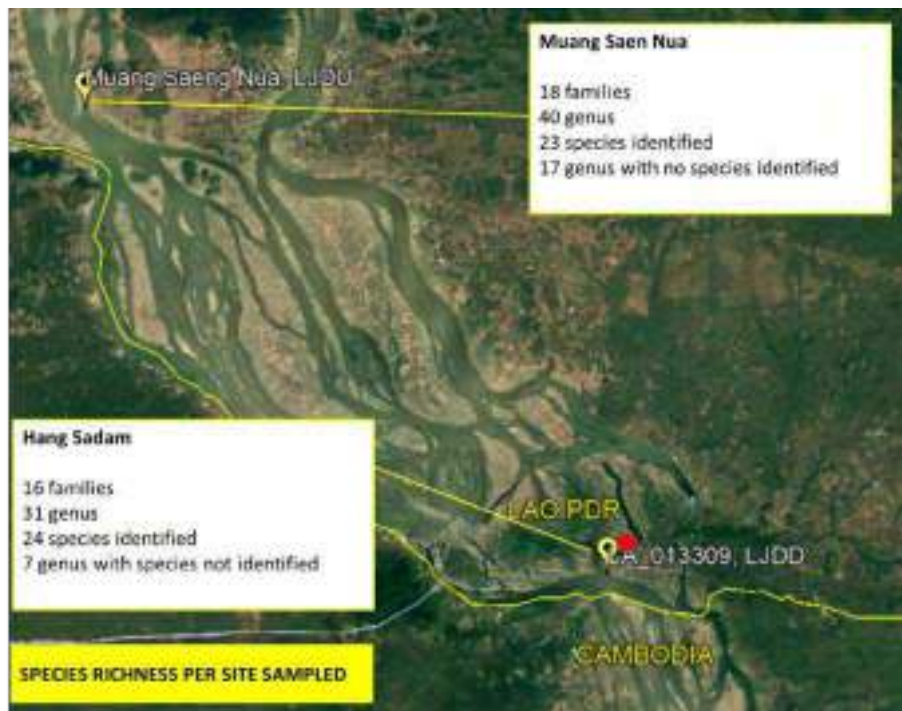 Muang Saen Nua
18 families
40 genus
23 species identified
17 genus with no species identified
Muang Saeng Nua, LJDU
Hang Sadam
16 families
31 genus
24 species identified
7 genus with species not identified
LAO PDR
LA_013309, LJDD
CAMBODIA
SPECIES RICHNESS PER SITE SAMPLED